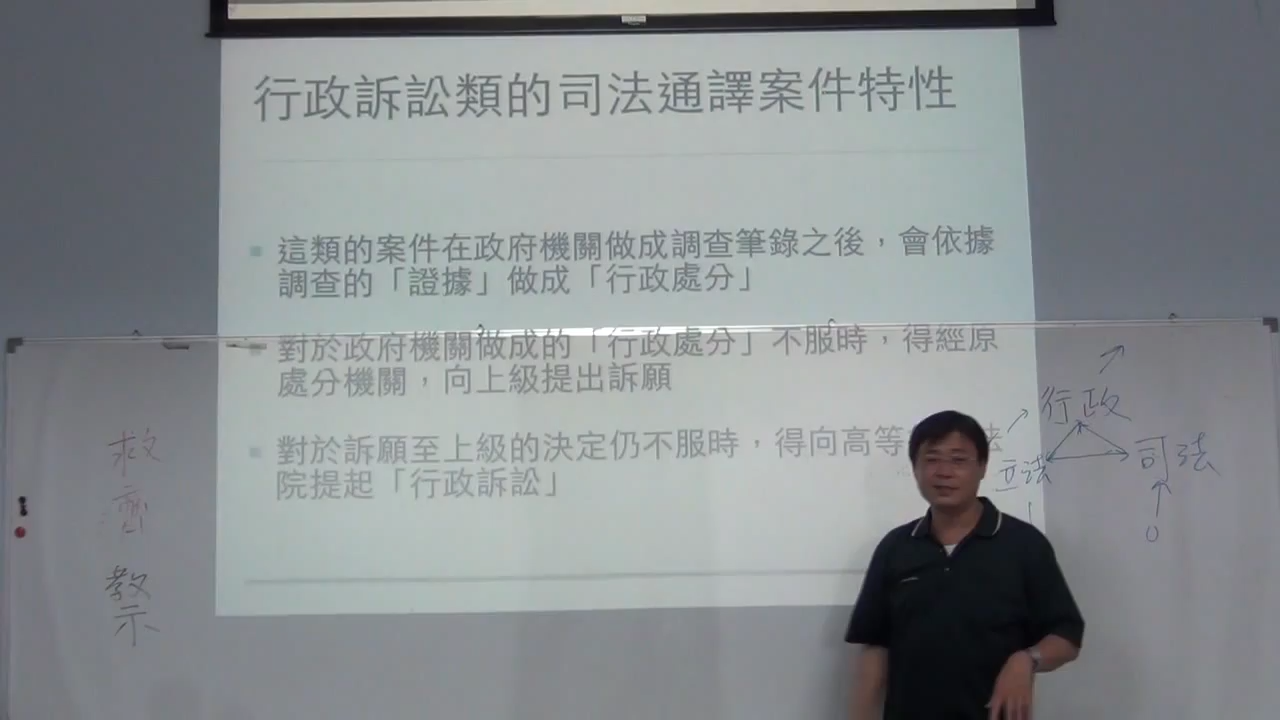 行政訴訟類的司法通譯案件特性
這類的案件在政府機關做成調查筆錄之後，會依據
調查的「證據」做成「行政處分」
對於政府機關做成的「行政處分」不服時，得經原
處分機關，向上級提出訴願
對於訴願至上級的決定仍不服時，得向高等
院提起「行政訴訟」
救
濟
教
示
行政
立法
司法